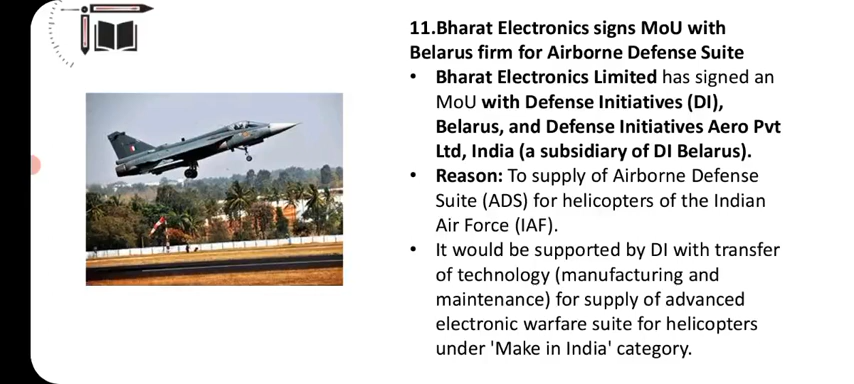 11.Bharat Electronics signs MoU with
Belarus firm for Airborne Defense Suite
• Bharat Electronics Limited has signed an
MoU with Defense Initiatives (DI),
Belarus, and Defense Initiatives Aero Pvt
Ltd, India (a subsidiary of DI Belarus).
• Reason: To supply of Airborne Defense
Suite (ADS) for helicopters of the Indian
Air Force (IAF).
• It would be supported by DI with transfer
of technology (manufacturing and
maintenance) for supply of advanced
electronic warfare suite for helicopters
under 'Make in India' category.